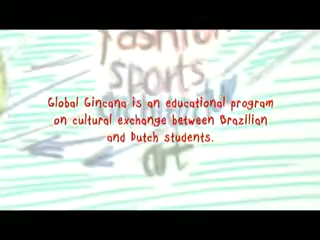 fashion
sports
Global Gincana is an educational program
on cultural exchange between Brazilian
and Dutch students.
art